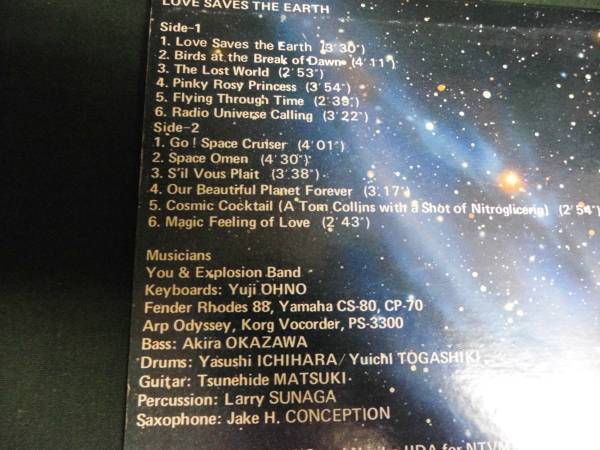 LOVE SAVES THE EARTH
Side-1
1. Love Saves the Earth (3'30")
2. Birds at the Break of Dawn (4'11")
3. The Lost World (2'53")
4. Pinky Rosy Princess (3'54")
5. Flying Through Time (2'39")
6. Radio Universe Calling (3'22")
Side-2
1. Go! Space Cruiser (4'01")
2. Space Omen (4'30")
3. S'il Vous Plait (3'38")
4. Our Beautiful Planet Forever (3'17")
5. Cosmic Cocktail (A Tom Collins with a Shot of Nitroglicerin) (2'54")
6. Magic Feeling of Love (2'43")
Musicians
You & Explosion Band
Keyboards: Yuji OHNO
Fender Rhodes 88, Yamaha CS-80, CP-70
Arp Odyssey, Korg Vocorder, PS-3300
Bass: Akira OKAZAWA
Drums: Yasushi ICHIHARA/Yuichi TOGASHIKI
Guitar: Tsunehide MATSUKI
Percussion: Larry SUNAGA
Saxophone: Jake H. CONCEPTION
IIDA for NTVM